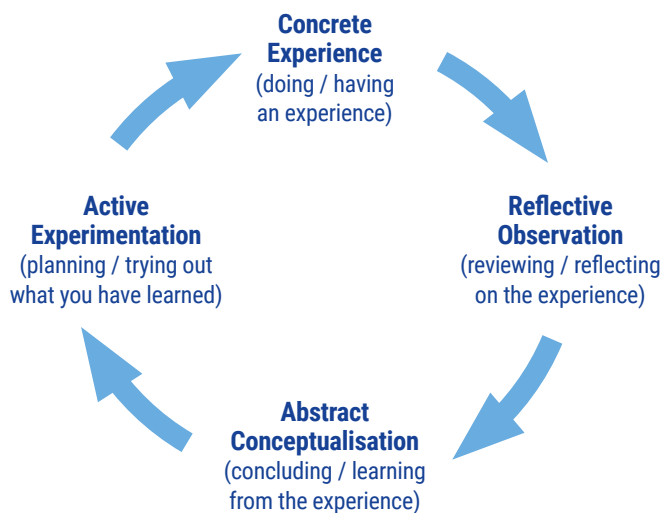 Concrete
Experience
(doing / having
an experience)
Reflective
Observation
(reviewing / reflecting
on the experience)
Abstract
Conceptualisation
(concluding / learning
from the experience)
Active
Experimentation
(planning / trying out
what you have learned)